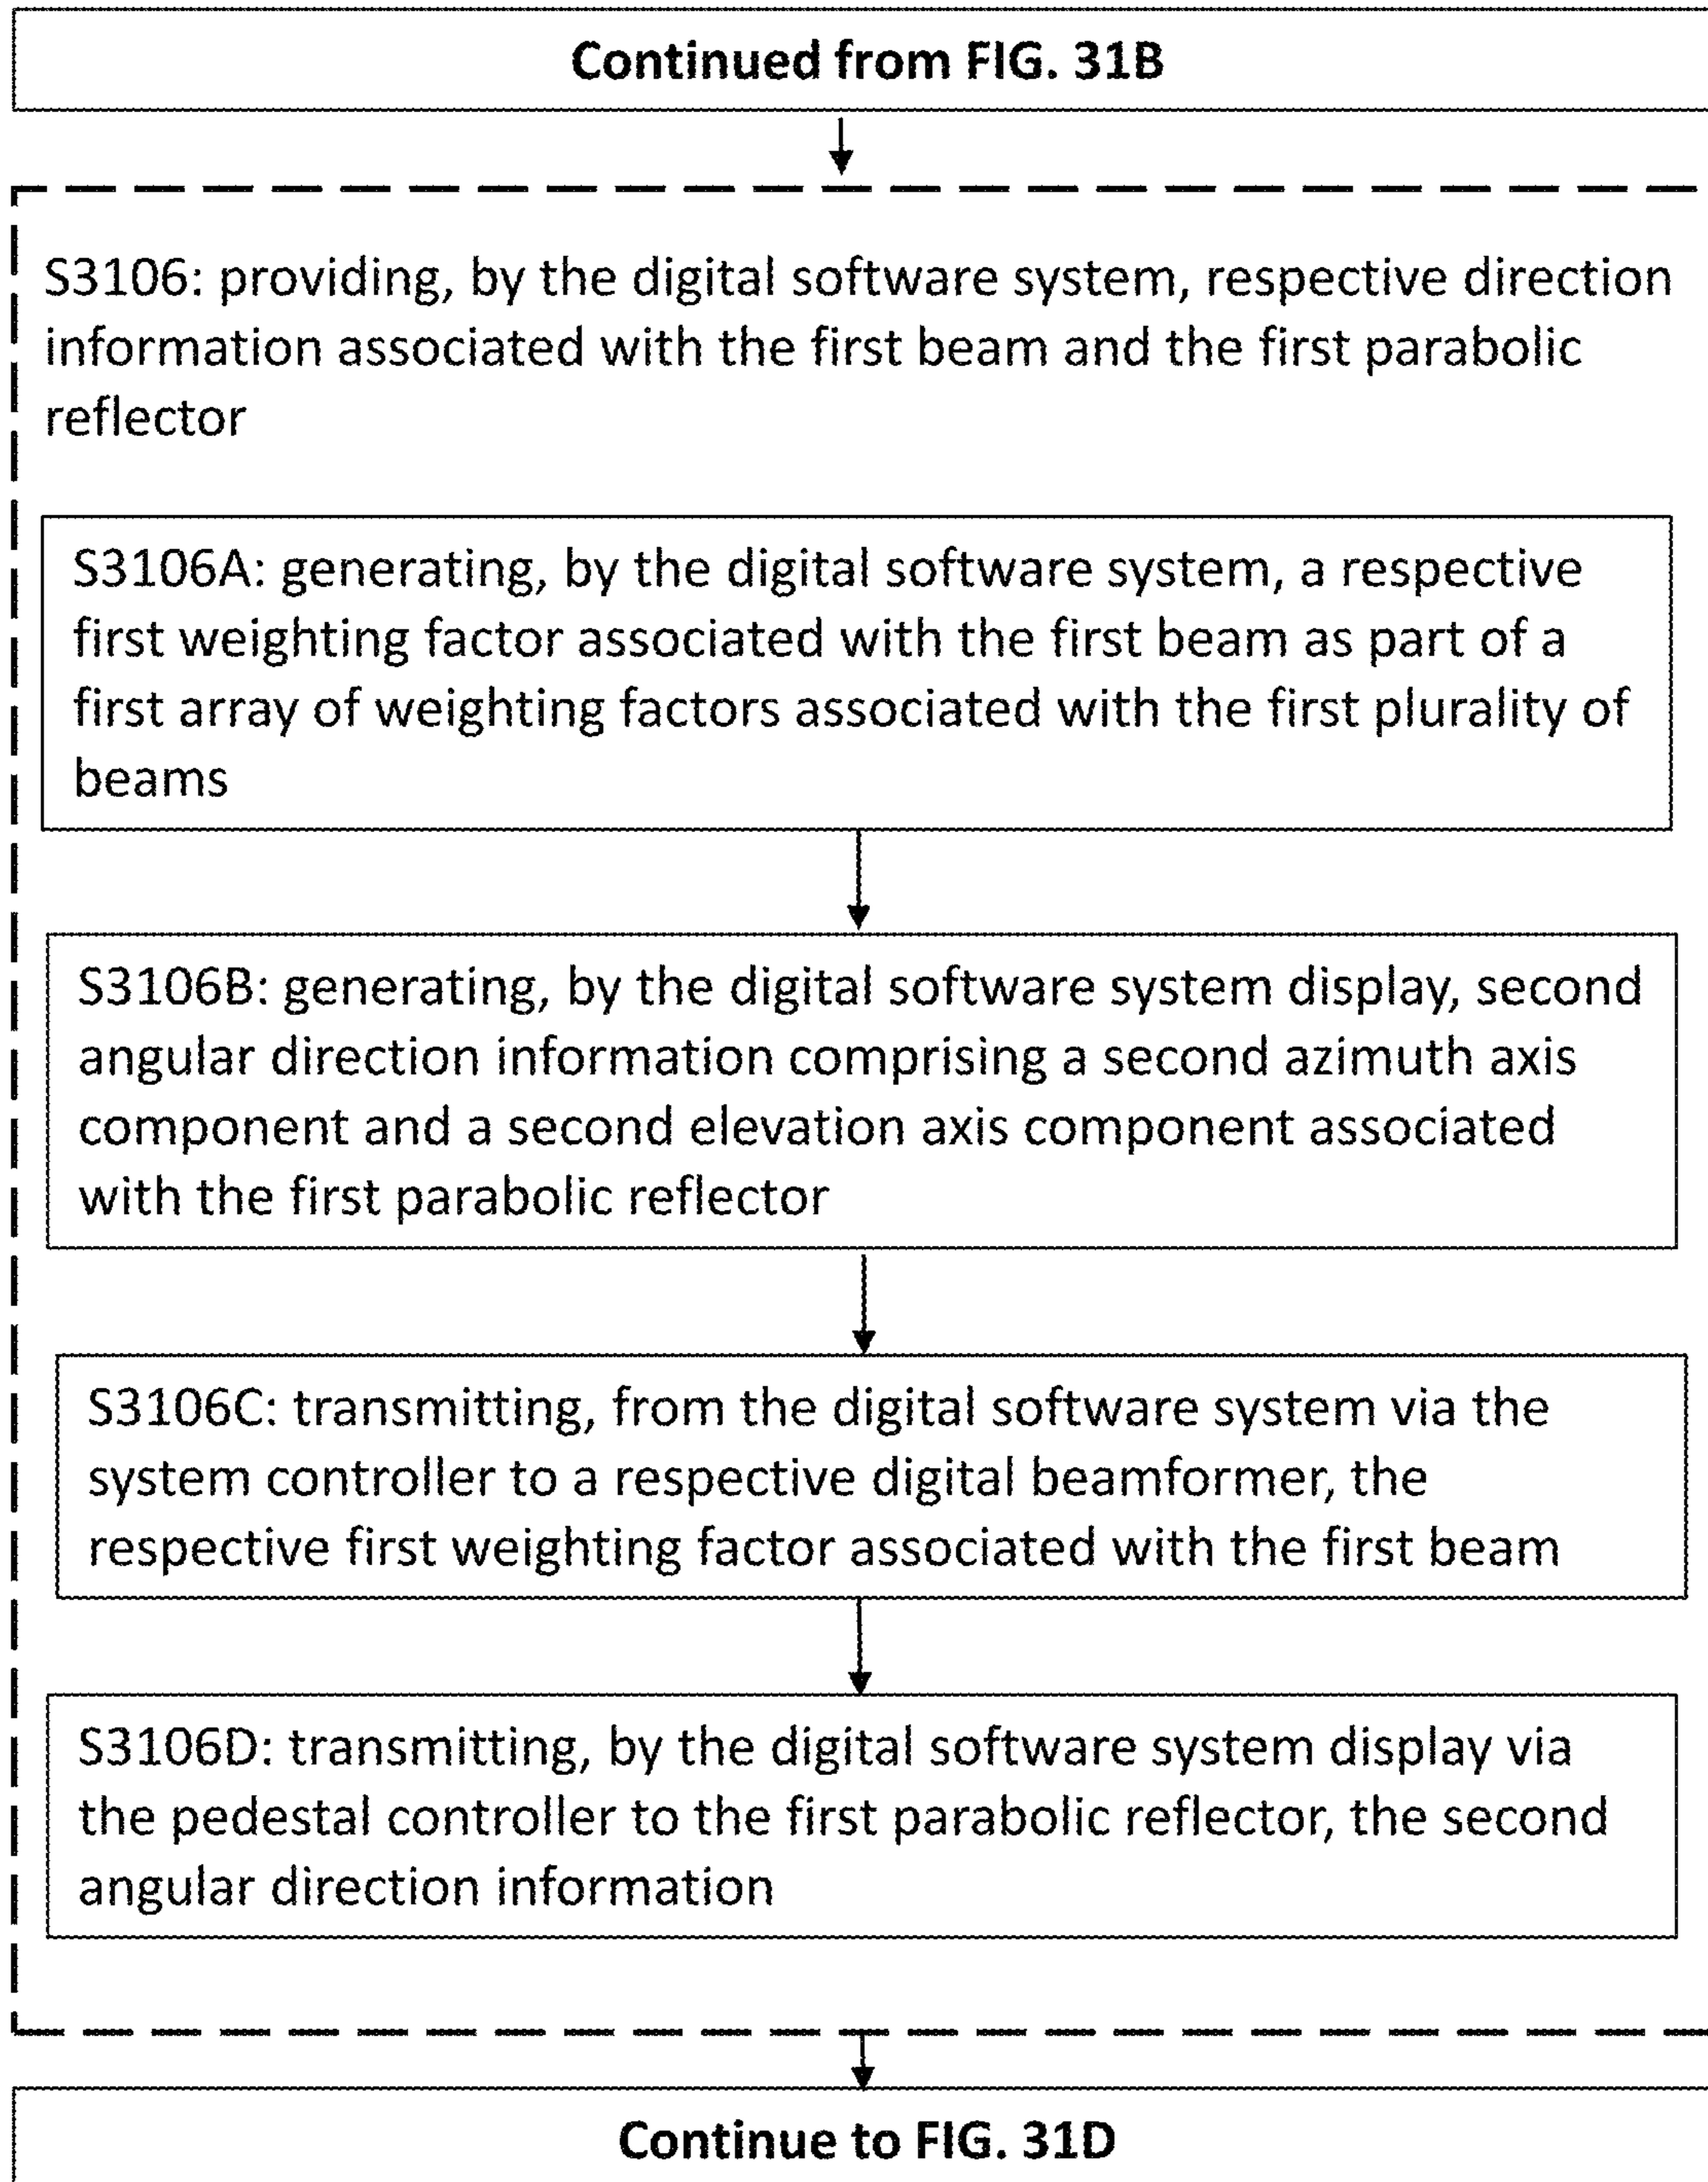 Continued from FIG. 31B
S3106: providing, by the digital software system, respective direction
information associated with the first beam and the first parabolic
reflector
S3106A: generating, by the digital software system, a respective
first weighting factor associated with the first beam as part of a
first array of weighting factors associated with the first plurality of
beams
S3106B: generating, by the digital software system display, second
angular direction information comprising a second azimuth axis
component and a second elevation axis component associated
with the first parabolic reflector
S3106C: transmitting, from the digital software system via the
system controller to a respective digital beamformer, the
respective first weighting factor associated with the first beam
S3106D: transmitting, by the digital software system display via
the pedestal controller to the first parabolic reflector, the second
angular direction information
Continue to FIG. 31D